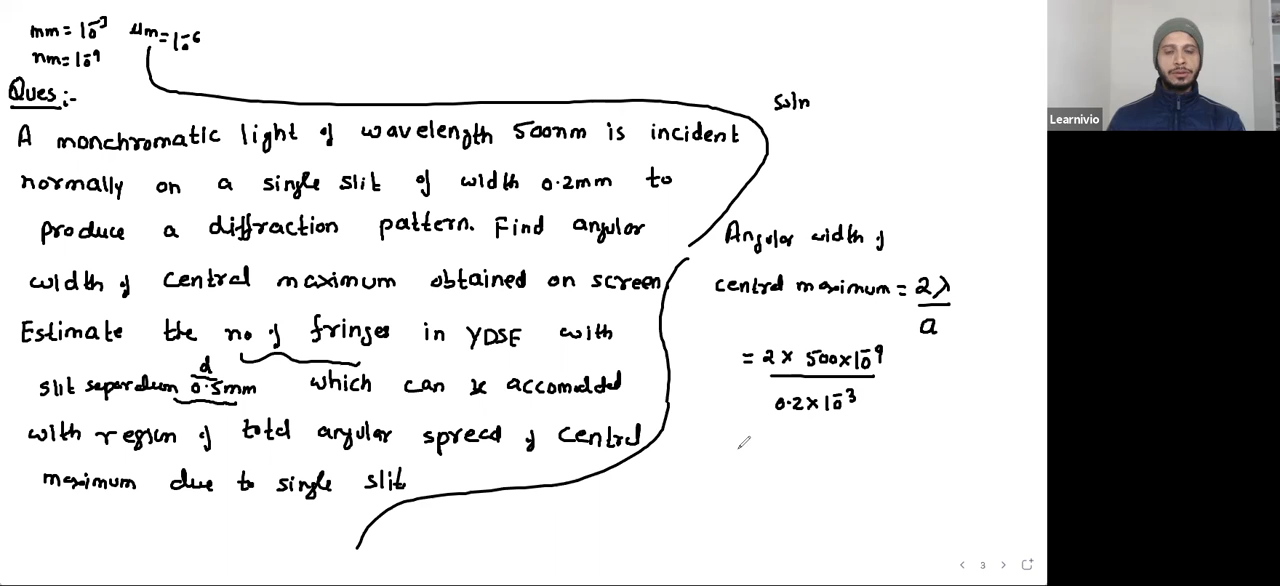 mm = 10⁻³ μm = 10⁻⁶
nm = 10⁻⁹
Ques :-
A monchromatic light of wavelength 500nm is incident
normally on a single slit of width 0.2mm to
produce a diffraction pattern. Find angular
width of central maximum obtained on screen
Estimate the no of fringes in YDSE with
d
slit seperation 0.5mm which can be accomdded
with region of total angular spread of central
maximum due to single slit
Soln
Angular width of
central maximum = 2λ/a
= 2 × 500 × 10⁻⁹ / 0.2 × 10⁻³
Learnivio
3